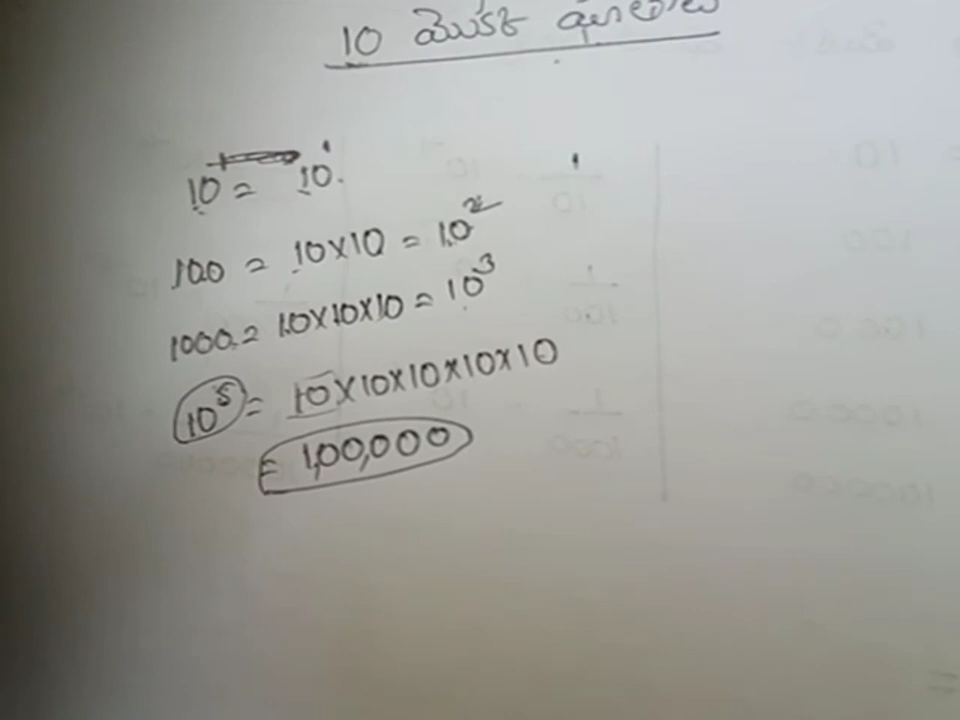 10 యొక్క ఘాతాలు
10 = 10¹
100 = 10×10 = 10²
1000 = 10×10×10 = 10³
10⁵ = 10×10×10×10×10
= 1,00,000